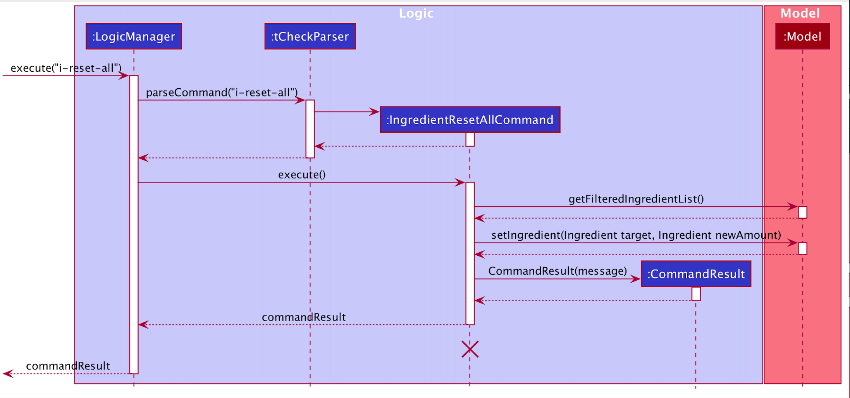 Logic
Model
:LogicManager
:tCheckParser
:Model
execute("i-reset-all")
parseCommand("i-reset-all")
:IngredientResetAllCommand
execute()
getFilteredIngredientList()
setIngredient(Ingredient target, Ingredient newAmount)
CommandResult(message)
:CommandResult
commandResult
commandResult